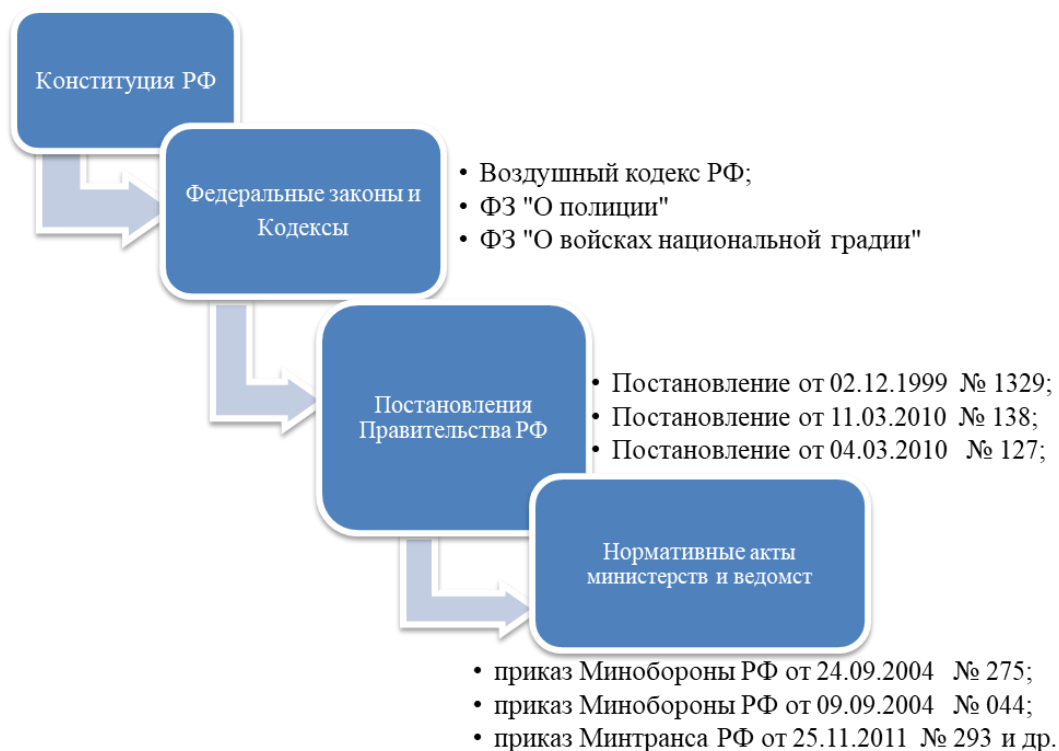 Конституция РФ
Федеральные законы и
Кодексы
• Воздушный кодекс РФ;
• ФЗ "О полиции"
• ФЗ "О войсках национальной градии"
Постановления
Правительства РФ
• Постановление от 02.12.1999 № 1329;
• Постановление от 11.03.2010 № 138;
• Постановление от 04.03.2010 № 127;
Нормативные акты
министерств и ведомст
• приказ Минобороны РФ от 24.09.2004 № 275;
• приказ Минобороны РФ от 09.09.2004 № 044;
• приказ Минтранса РФ от 25.11.2011 № 293 и др.